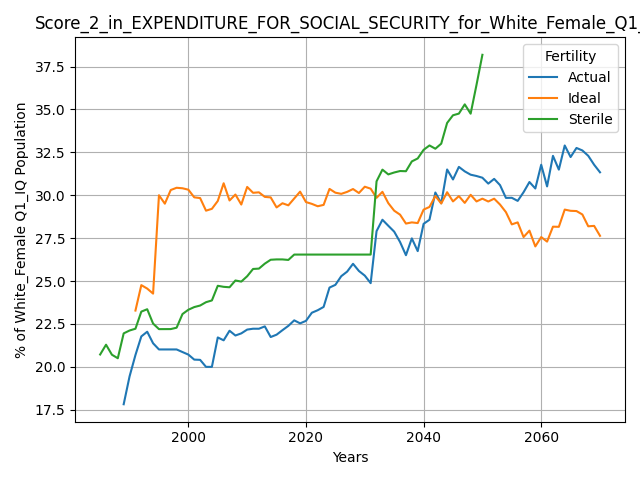 Score_2_in_EXPENDITURE_FOR_SOCIAL_SECURITY_for_White_Female_Q1_
Fertility
Actual
Ideal
Sterile
% of White_Female Q1_IQ Population
37.5
35.0
32.5
30.0
27.5
25.0
22.5
20.0
17.5
2000
2020
2040
2060
Years